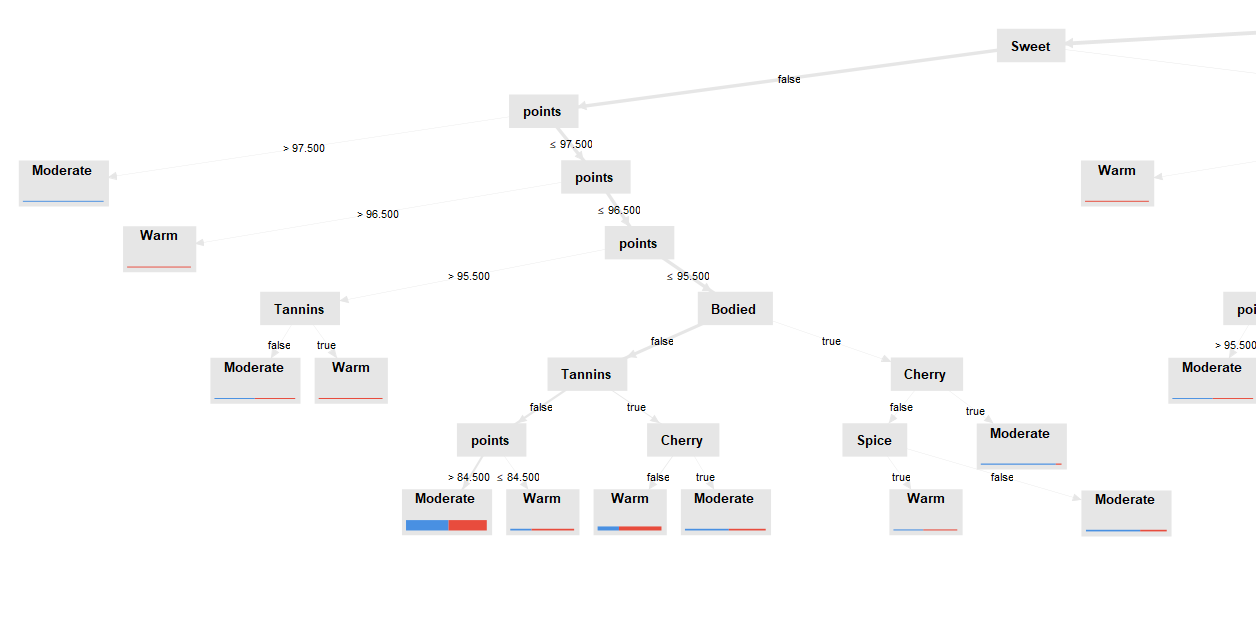 Sweet
false
points
≤ 97.500
> 97.500
Moderate
Warm
points
≤ 96.500
> 96.500
Warm
points
> 95.500
≤ 95.500
Tannins
Bodied
poi
false
true
false
true
> 95.500
Moderate
Warm
Tannins
Cherry
Moderate
false
true
false
true
points
Cherry
Spice
Moderate
> 84.500
≤ 84.500
false
true
true
false
Moderate
Warm
Warm
Moderate
Warm
Moderate